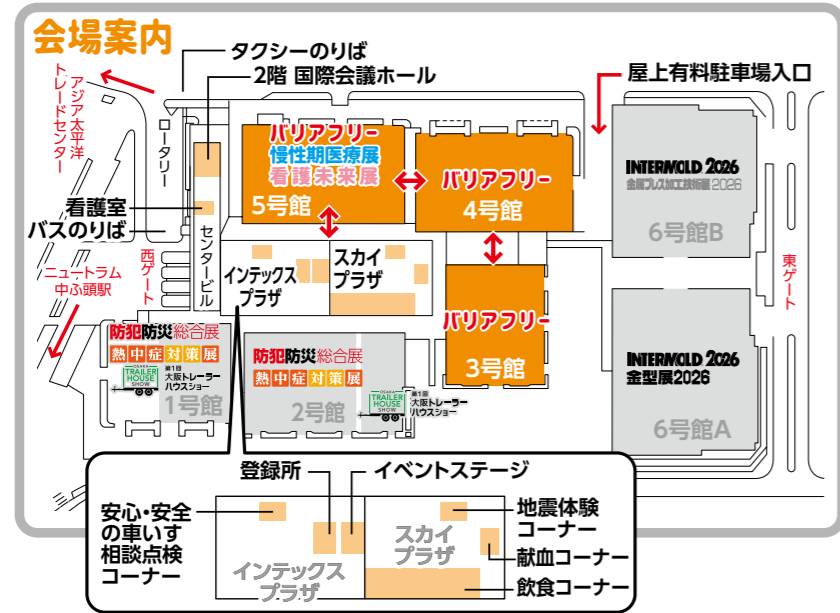 会場案内
タクシーのりば
2階 国際会議ホール
屋上有料駐車場入口
アジア太平洋
トレードセンター
ロータリー
看護室
バスのりば
ニュートラム
中ふ頭駅
西ゲート
センタービル
バリアフリー
慢性期医療展
看護未来展
5号館
バリアフリー
4号館
バリアフリー
3号館
インテックス
プラザ
スカイ
プラザ
INTERMOLD 2026
金属プレス加工技術展2026
6号館B
東ゲート
INTERMOLD 2026
金型展2026
6号館A
防犯防災総合展
熱中症対策展
OSAKA
TRAILER
HOUSE
SHOW
第1回
大阪トレーラー
ハウスショー
1号館
防犯防災総合展
熱中症対策展
2号館
OSAKA
TRAILER
HOUSE
SHOW
第1回
大阪トレーラー
ハウスショー
登録所
イベントステージ
安心・安全
の車いす
相談点検
コーナー
インテックス
プラザ
スカイ
プラザ
地震体験
コーナー
献血コーナー
飲食コーナー